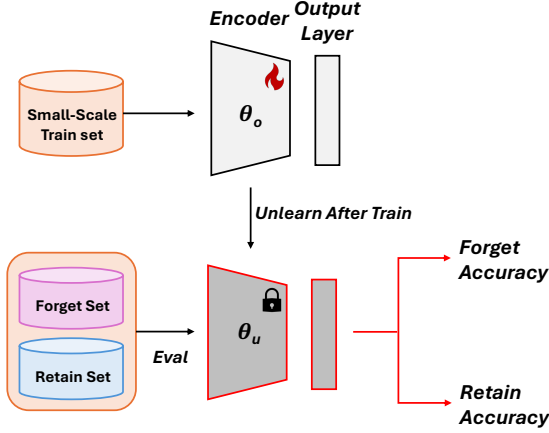 Encoder
Output
Layer
Small-Scale
Train set
θo
Unlearn After Train
Forget Set
Retain Set
Eval
θu
Forget
Accuracy
Retain
Accuracy